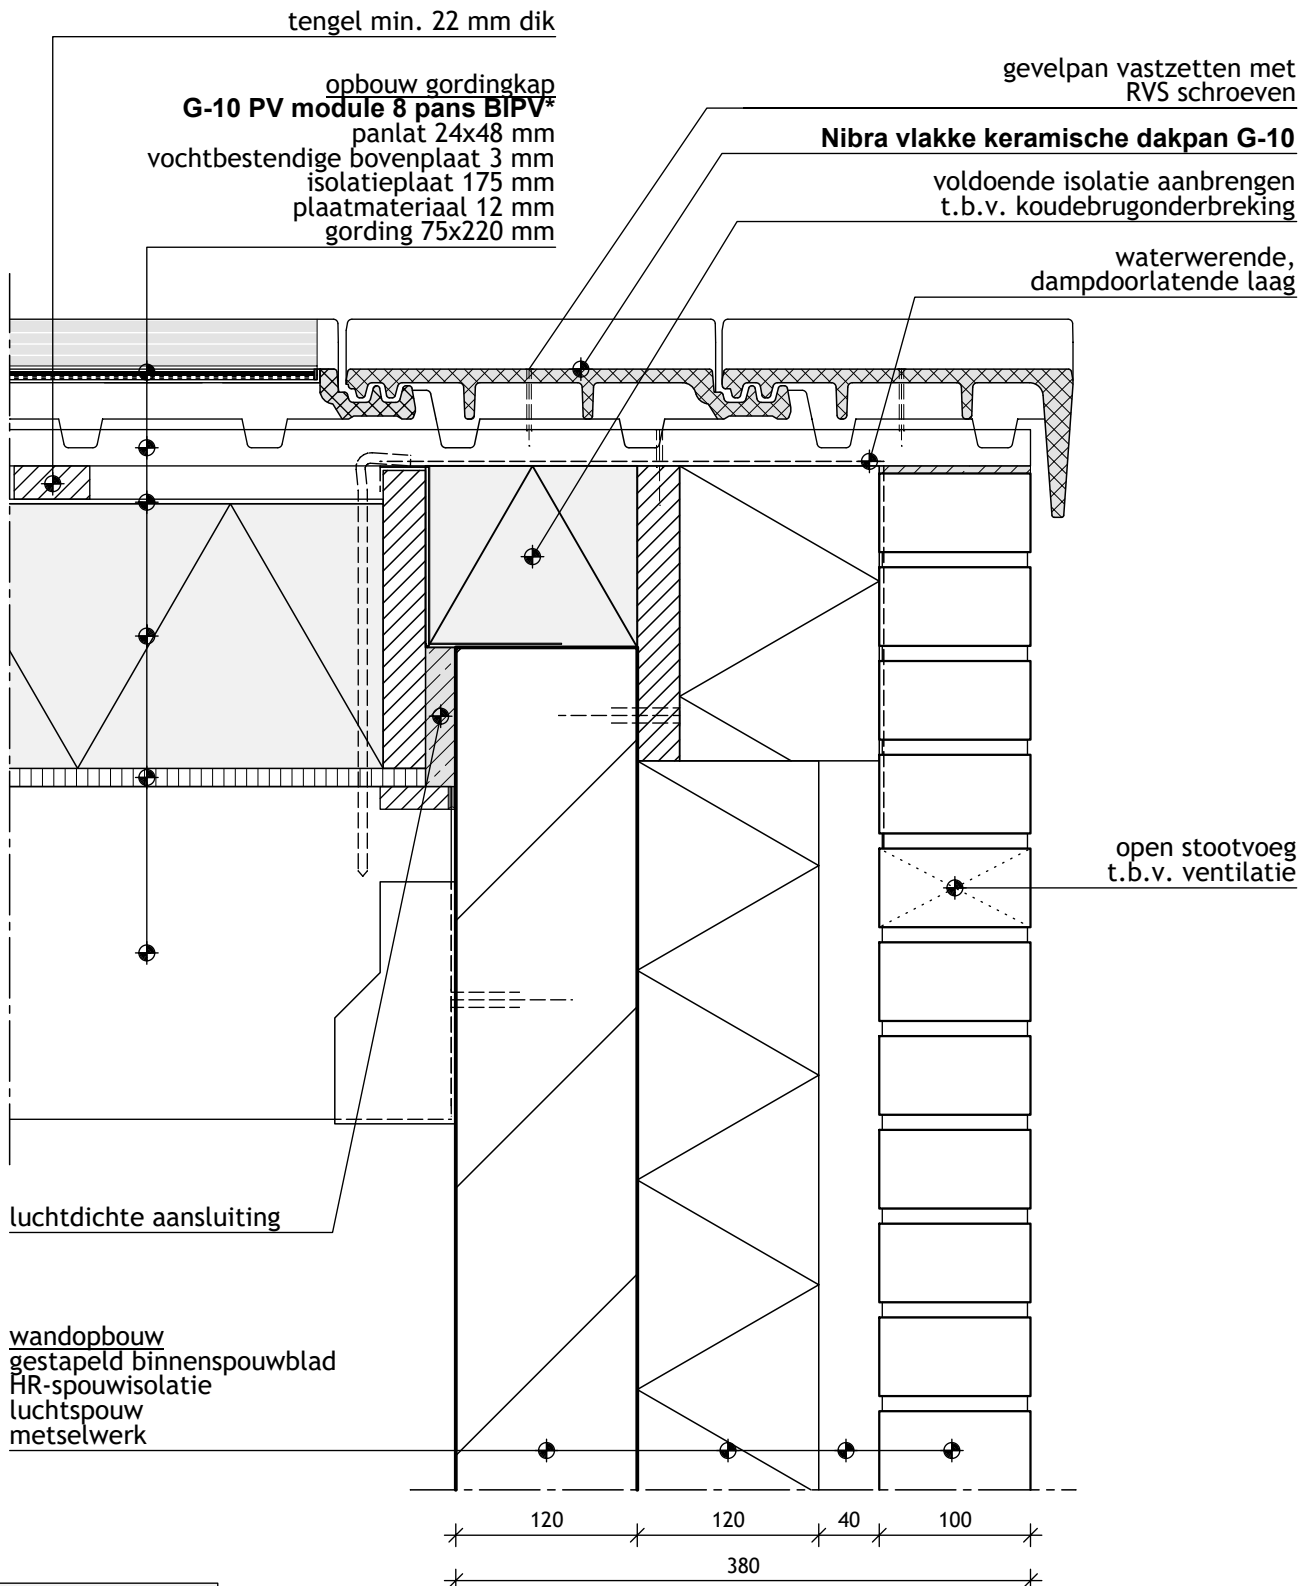 tengel min. 22 mm dik
opbouw gordingkap
G-10 PV module 8 pans BIPV*
panlat 24x48 mm
vochtbestendige bovenplaat 3 mm
isolatieplaat 175 mm
plaatmateriaal 12 mm
gording 75x220 mm
gevelpan vastzetten met
RVS schroeven
Nibra vlakke keramische dakpan G-10
voldoende isolatie aanbrengen
t.b.v. koudebrugonderbreking
waterwerende,
dampdoorlatende laag
open stootvoeg
t.b.v. ventilatie
luchtdichte aansluiting
wandopbouw
gestapeld binnenspouwblad
HR-spouwisolatie
luchtspouw
metselwerk
120 120 40 100
380